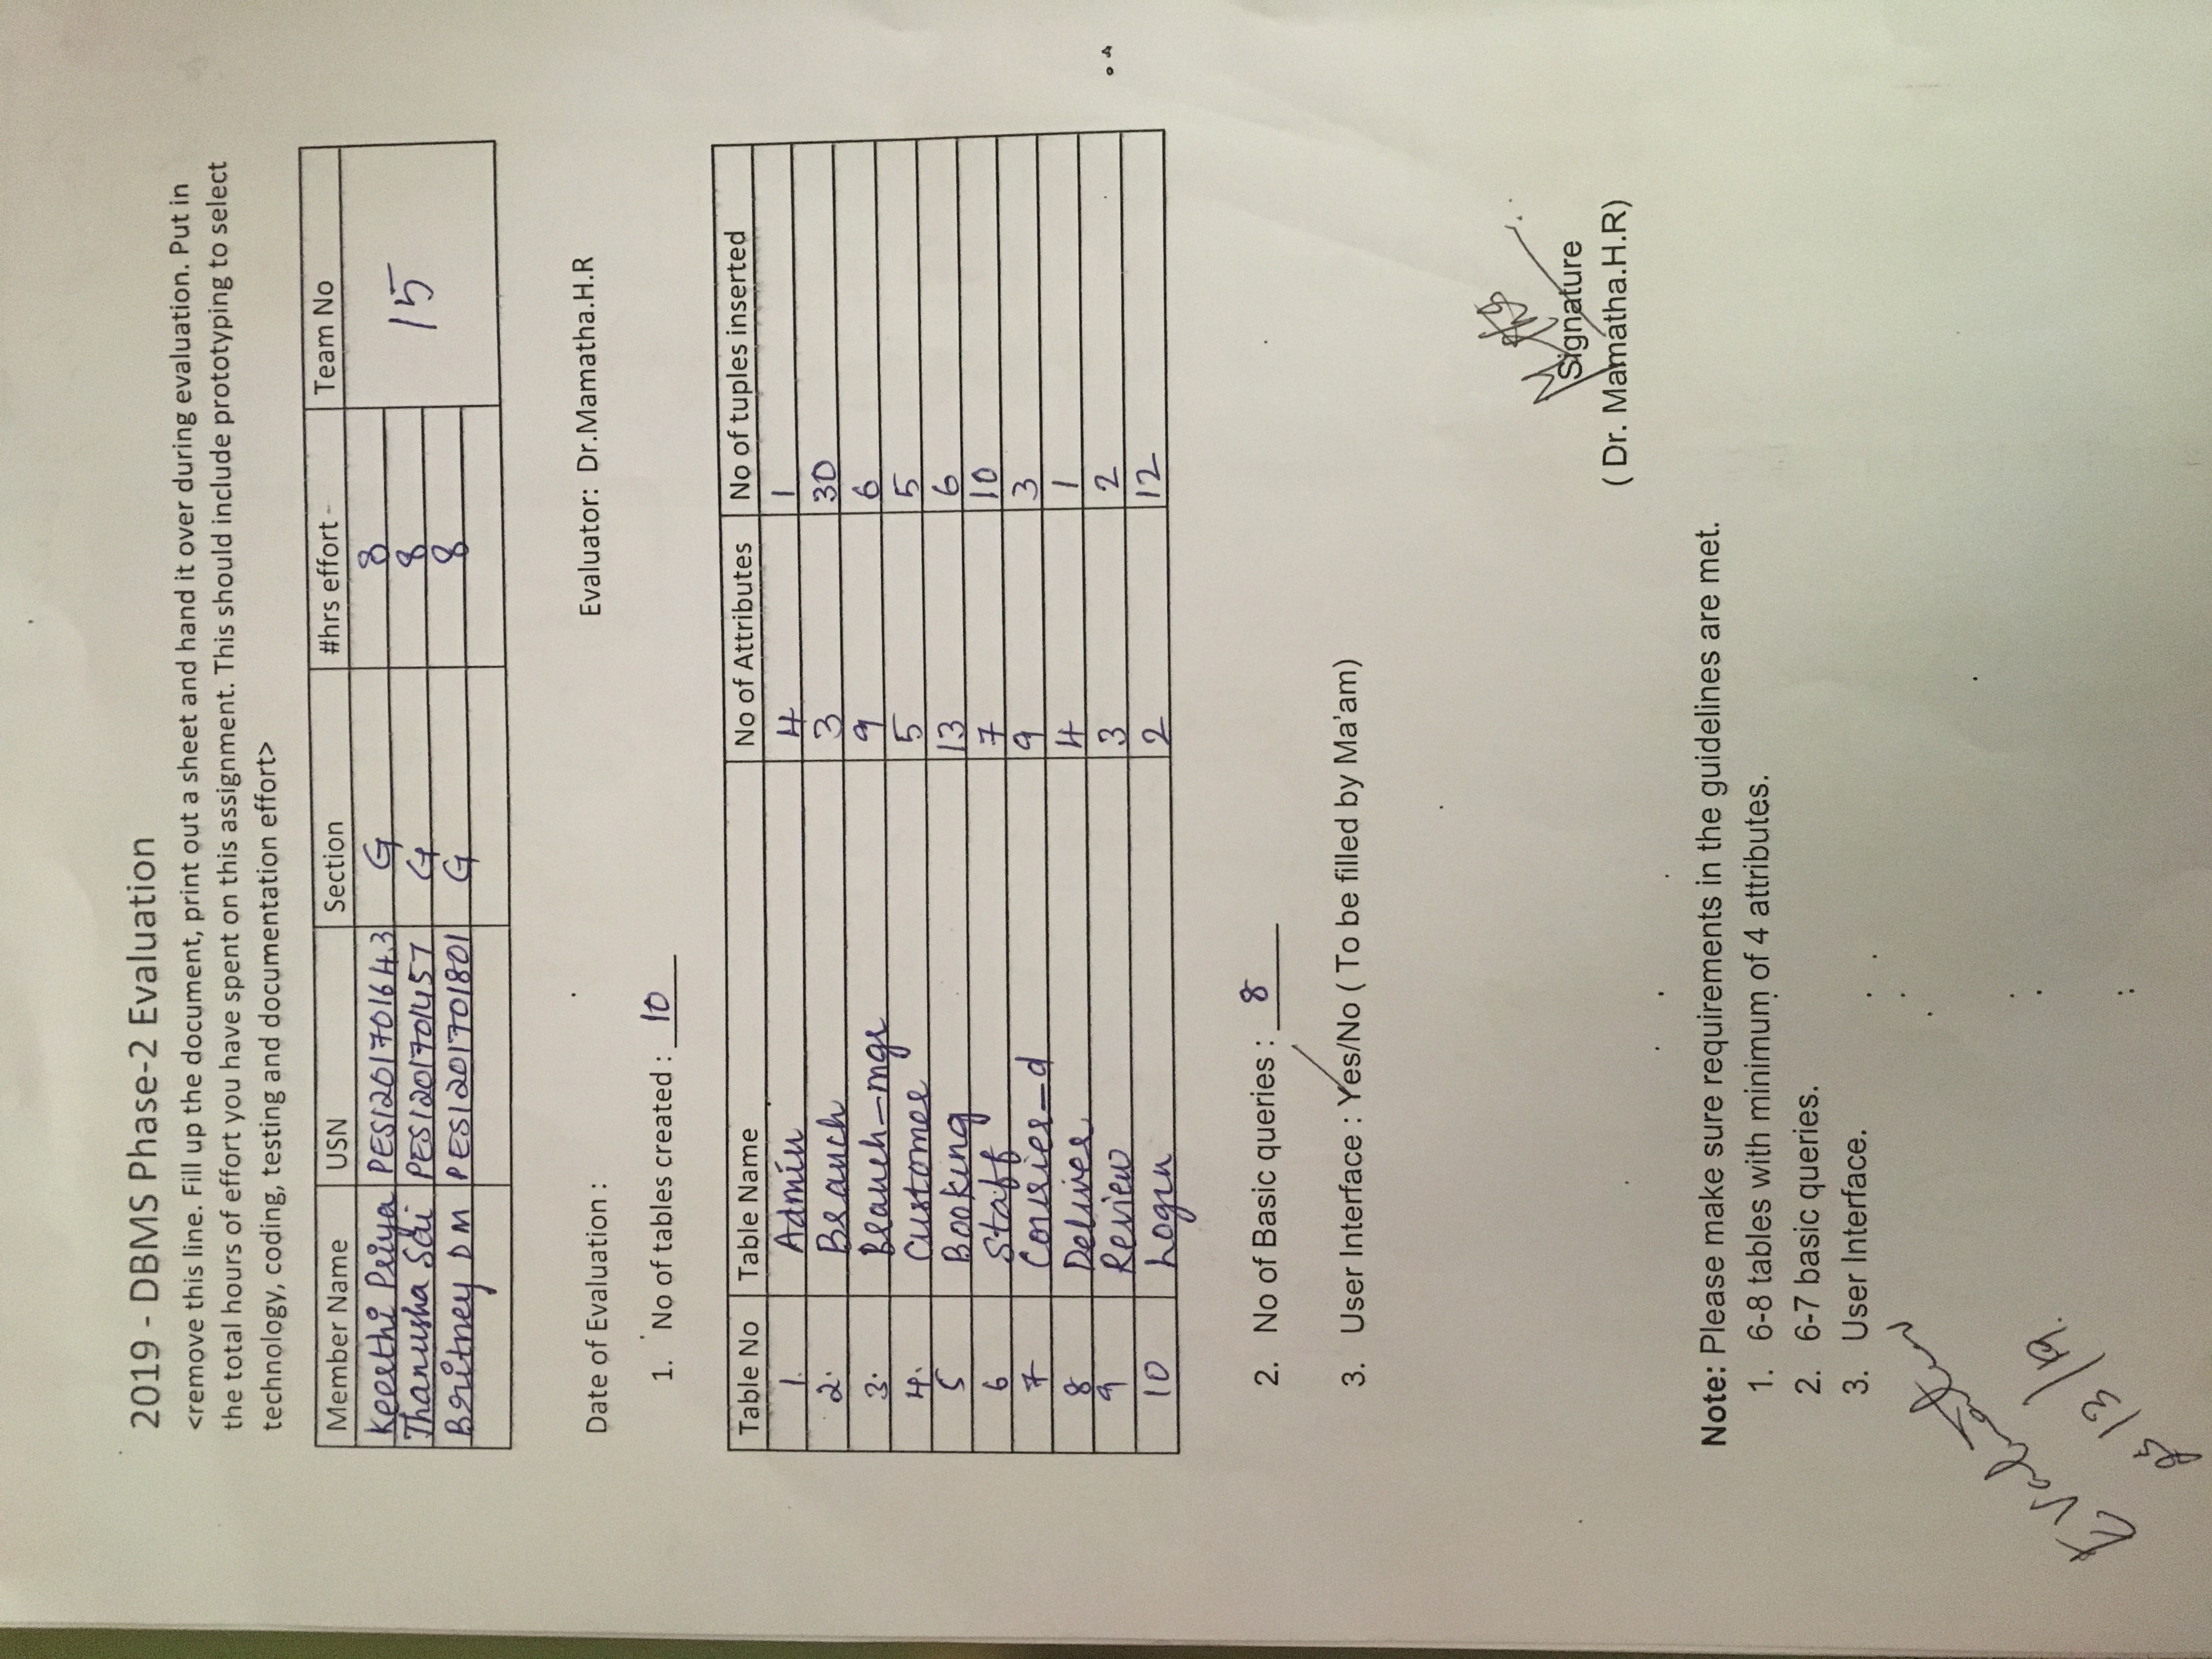 2019 - DBMS Phase-2 Evaluation
<remove this line. Fill up the document, print out a sheet and hand it over during evaluation. Put in
the total hours of effort you have spent on this assignment. This should include prototyping to select
technology, coding, testing and documentation effort>
Member Name USN Section #hrs effort - Team No
Keerthi Priya PES1201701643 G 8 15
Thanusha Sai PES1201701457 G 8
Britney DM PES1201701801 G 8
Date of Evaluation : Evaluator: Dr.Mamatha.H.R
1. No of tables created : 10
Table No Table Name No of Attributes No of tuples inserted
1. Admin 4 1
2. Branch 3 30
3. Branch_mgr 9 6
4. Customer 5 5
5 Booking 13 6
6 Staff 7 10
7 Courier_d 9 3
8 Deliver 4 1
9 Review 3 2
10 Login 2 12
2. No of Basic queries : 8
3. User Interface : Yes/No ( To be filled by Ma'am)
Signature
( Dr. Mamatha.H.R)
Note: Please make sure requirements in the guidelines are met.
1. 6-8 tables with minimum of 4 attributes.
2. 6-7 basic queries.
3. User Interface.
Evaluation
25/3/19.